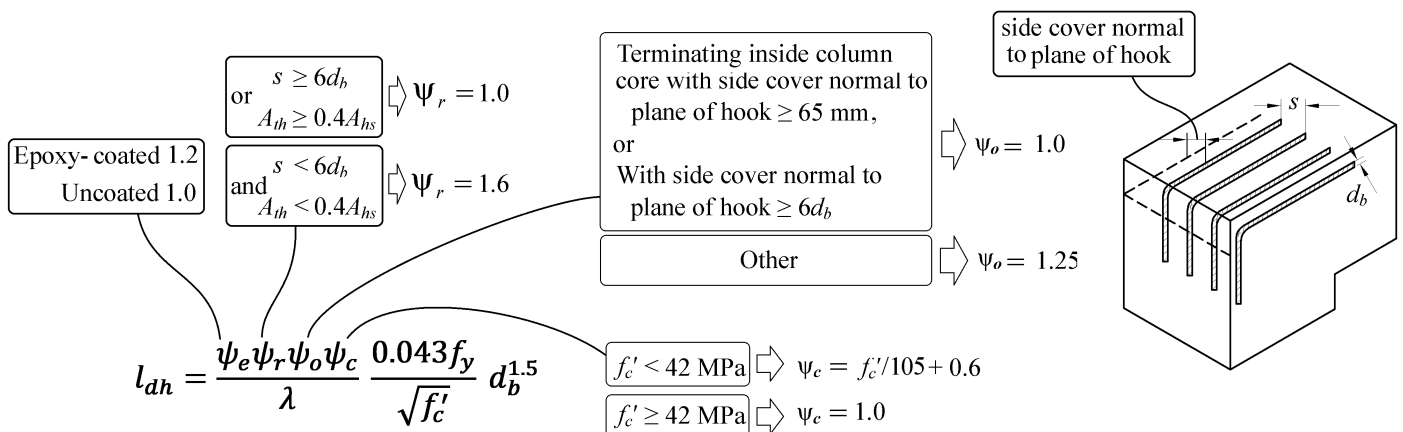 side cover normal
to plane of hook
Terminating inside column
core with side cover normal to
plane of hook ≥ 65 mm,
or
With side cover normal to
plane of hook ≥ 6d_b
ψ_o = 1.0
Other
ψ_o = 1.25
s ≥ 6d_b
or
A_th ≥ 0.4A_hs
ψ_r = 1.0
s < 6d_b
and
A_th < 0.4A_hs
ψ_r = 1.6
Epoxy- coated 1.2
Uncoated 1.0
s
d_b
l_dh = ψ_eψ_rψ_oψ_c / λ 0.043f_y / √f_c′ d_b^1.5
f_c′ < 42 MPa ψ_c = f_c′/105 + 0.6
f_c′ ≥ 42 MPa ψ_c = 1.0